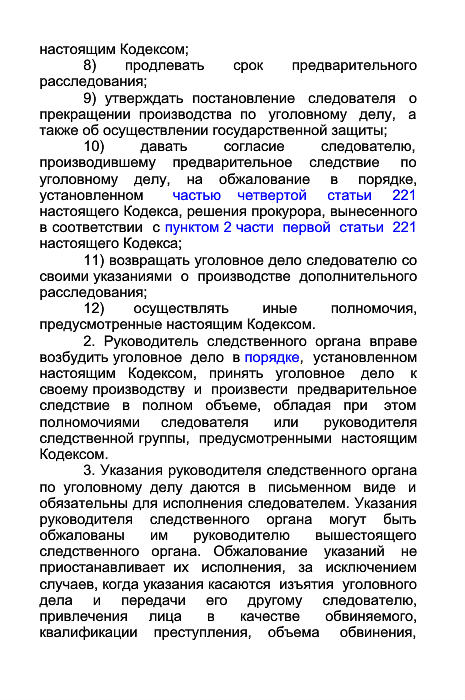 настоящим Кодексом;
8) продлевать срок предварительного
расследования;
9) утверждать постановление следователя о
прекращении производства по уголовному делу, а
также об осуществлении государственной защиты;
10) давать согласие следователю,
производившему предварительное следствие по
уголовному делу, на обжалование в порядке,
установленном частью четвертой статьи 221
настоящего Кодекса, решения прокурора, вынесенного
в соответствии с пунктом 2 части первой статьи 221
настоящего Кодекса;
11) возвращать уголовное дело следователю со
своими указаниями о производстве дополнительного
расследования;
12) осуществлять иные полномочия,
предусмотренные настоящим Кодексом.
2. Руководитель следственного органа вправе
возбудить уголовное дело в порядке, установленном
настоящим Кодексом, принять уголовное дело к
своему производству и произвести предварительное
следствие в полном объеме, обладая при этом
полномочиями следователя или руководителя
следственной группы, предусмотренными настоящим
Кодексом.
3. Указания руководителя следственного органа
по уголовному делу даются в письменном виде и
обязательны для исполнения следователем. Указания
руководителя следственного органа могут быть
обжалованы им руководителю вышестоящего
следственного органа. Обжалование указаний не
приостанавливает их исполнения, за исключением
случаев, когда указания касаются изъятия уголовного
дела и передачи его другому следователю,
привлечения лица в качестве обвиняемого,
квалификации преступления, объема обвинения,